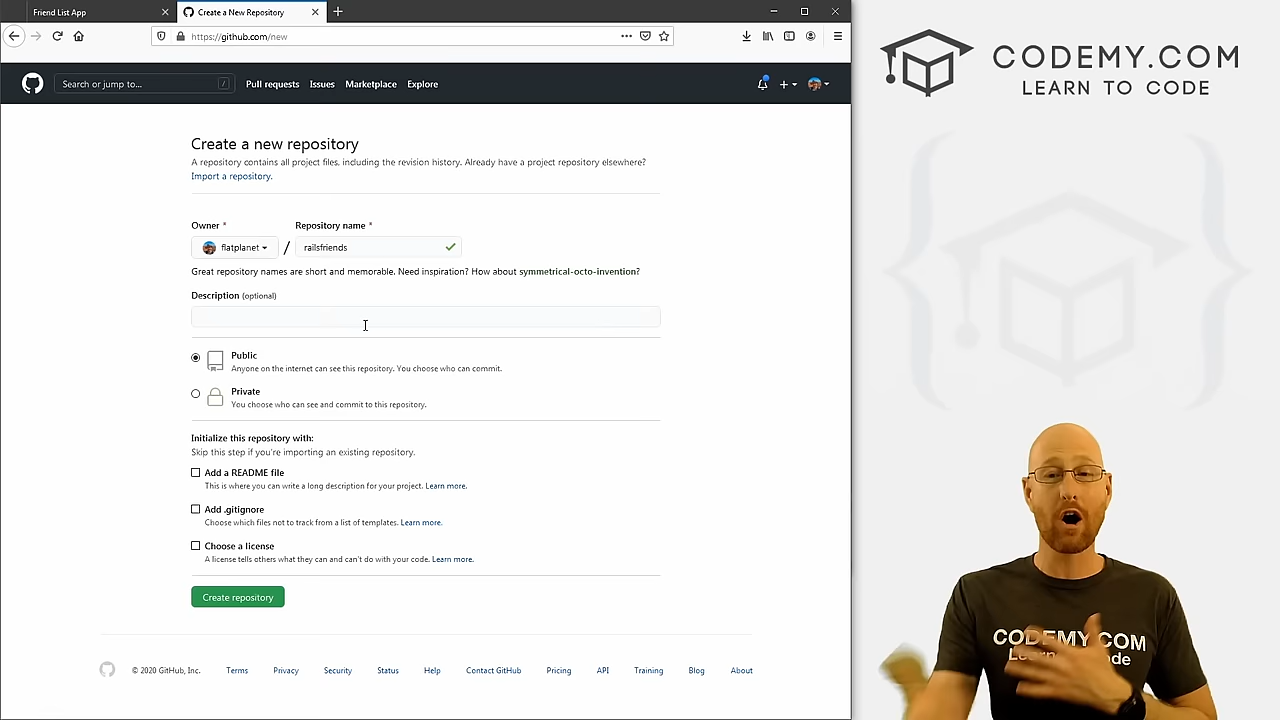 Friend List App
Create a New Repository
https://github.com/new
CODEMY.COM
LEARN TO CODE
Search or jump to...
/
Pull requests
Issues
Marketplace
Explore
Create a new repository
A repository contains all project files, including the revision history. Already have a project repository elsewhere?
Import a repository.
Owner *
Repository name *
flatplanet
/
railsfriends
Great repository names are short and memorable. Need inspiration? How about symmetrical-octo-invention?
Description (optional)
Public
Anyone on the internet can see this repository. You choose who can commit.
Private
You choose who can see and commit to this repository.
Initialize this repository with:
Skip this step if you're importing an existing repository.
Add a README file
This is where you can write a long description for your project. Learn more.
Add .gitignore
Choose which files not to track from a list of templates. Learn more.
Choose a license
A license tells others what they can and can't do with your code. Learn more.
Create repository
© 2020 GitHub, Inc.
Terms
Privacy
Security
Status
Help
Contact GitHub
Pricing
API
Training
Blog
About
CODEMY.COM